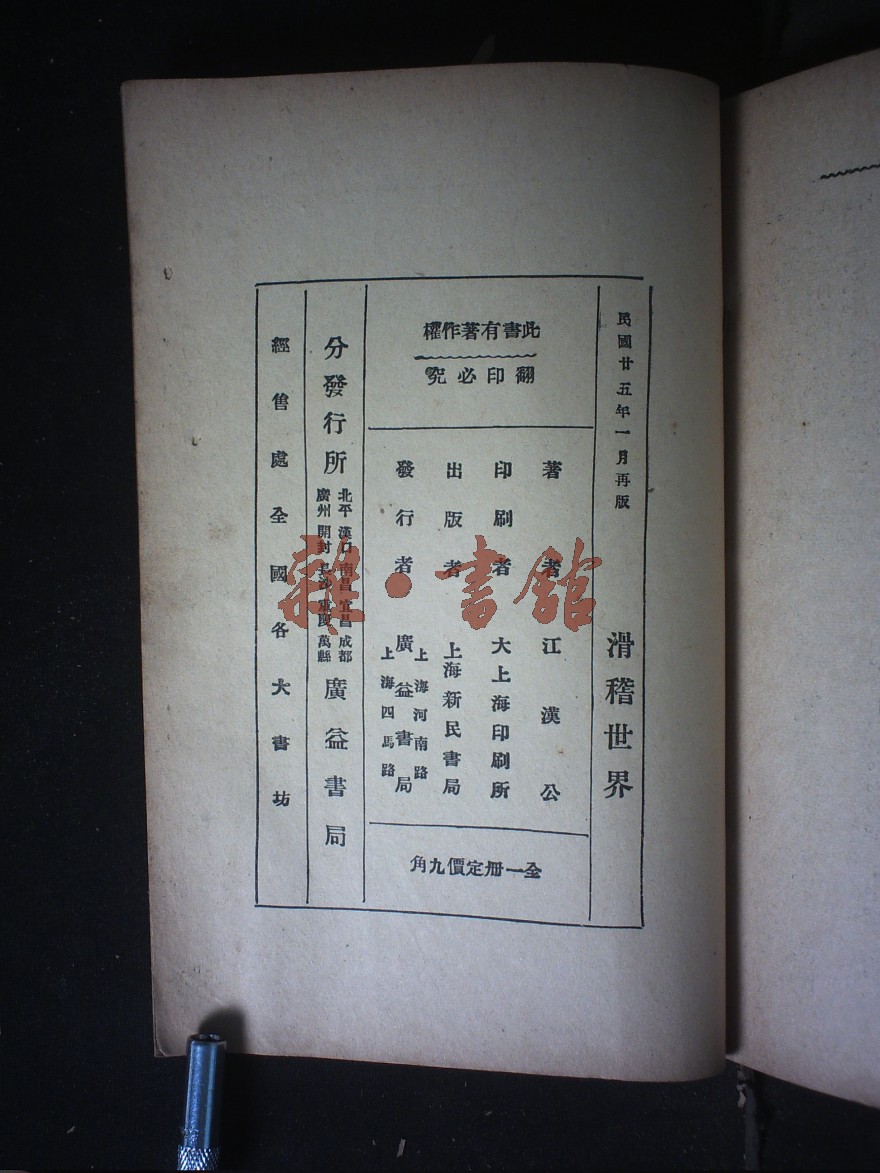 民國廿五年一月再版
滑稽世界
此書有著作權
翻印必究
著者 江漢公
印刷者 大上海印刷所
出版者 上海新民書局
發行者 廣益書局
上海河南路
上海四馬路
全一册定價九角
分發行所
北平 漢口 南昌 宜昌 成都
廣州 開封 長沙 重慶 萬縣
廣益書局
經售處全國各大書坊
雜·書館